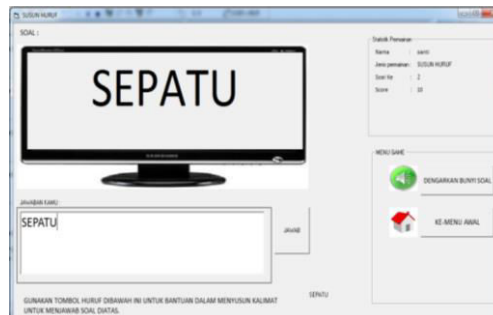 SUSUN HURUF
SOAL :
SEPATU
JAWABAN KAMU:
SEPATU
JAWAB
GUNAKAN TOMBOL HURUF DIBAWAH INI UNTUK BANTUAN DALAM MENYUSUN KALIMAT
UNTUK MENJAWAB SOAL DIATAS.
SEPATU
Statistik Permainan
Nama :
Jenis permainan: SUSUN HURUF
Soal Ke : 2
Score : 10
MENU GAME
DENGARKAN BUNYI SOAL
KE-MENU AWAL